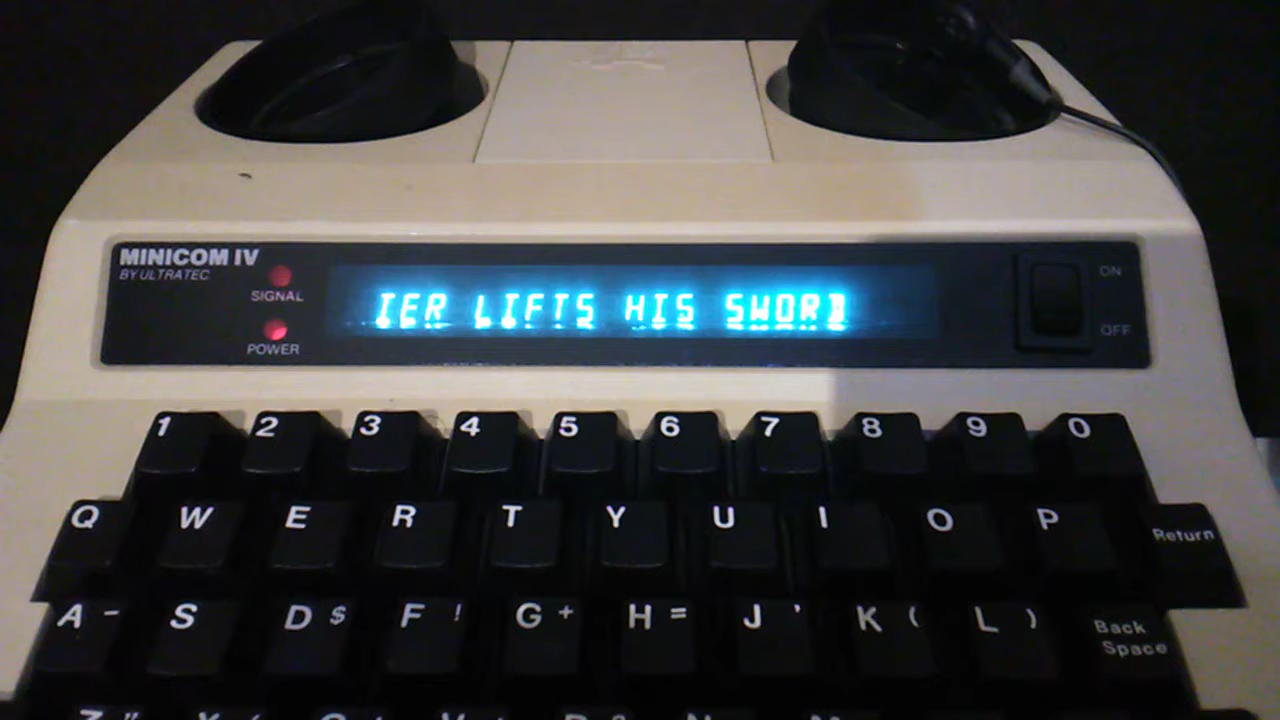 MINICOM IV
BY ULTRATEC
SIGNAL
POWER
IER LIFTS HIS SWORD
ON
OFF
1 2 3 4 5 6 7 8 9 0
Q W E R T Y U I O P Return
A - S D $ F ! G + H = J ' K ( L ) Back Space